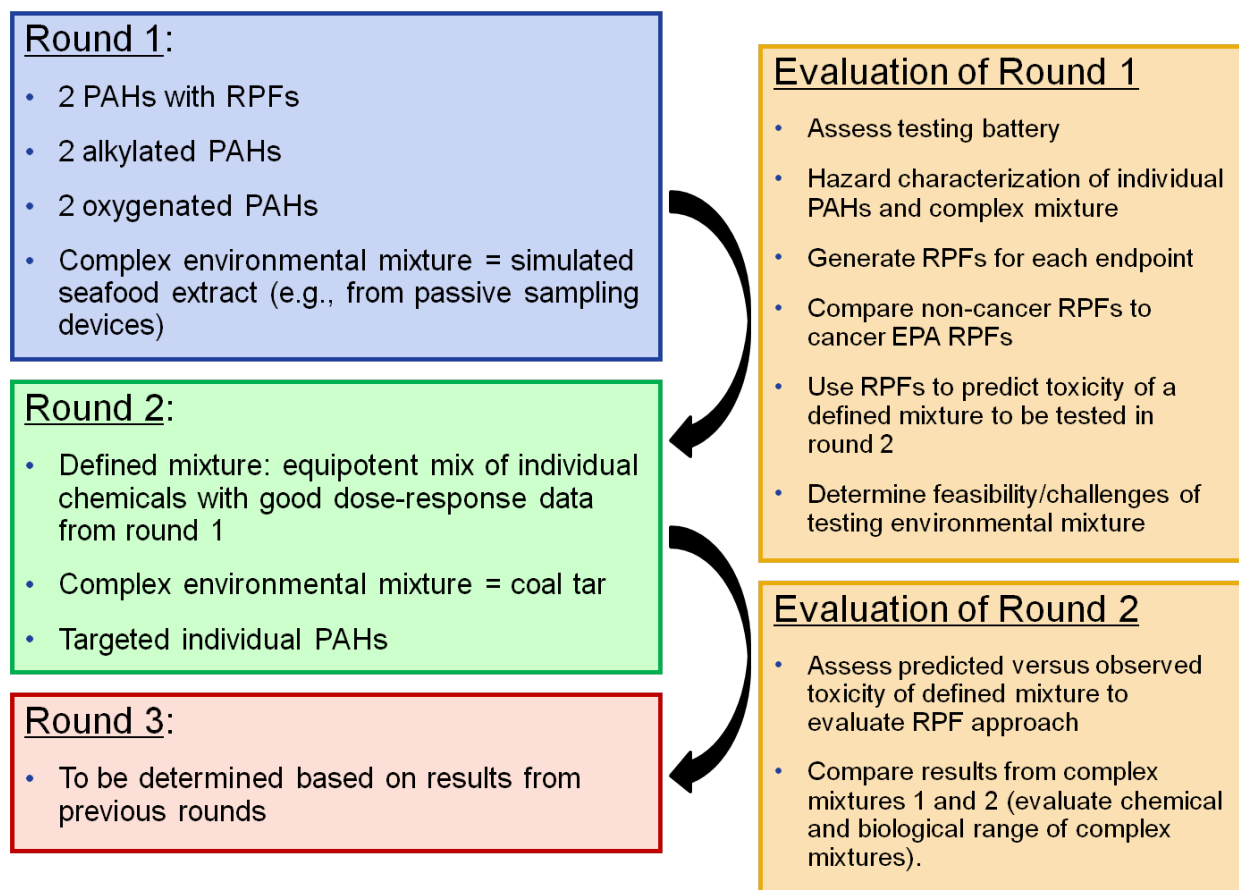 Round 1:
• 2 PAHs with RPFs
• 2 alkylated PAHs
• 2 oxygenated PAHs
• Complex environmental mixture = simulated
seafood extract (e.g., from passive sampling
devices)
Round 2:
• Defined mixture: equipotent mix of individual
chemicals with good dose-response data
from round 1
• Complex environmental mixture = coal tar
• Targeted individual PAHs
Round 3:
• To be determined based on results from
previous rounds
Evaluation of Round 1
• Assess testing battery
• Hazard characterization of individual
PAHs and complex mixture
• Generate RPFs for each endpoint
• Compare non-cancer RPFs to
cancer EPA RPFs
• Use RPFs to predict toxicity of a
defined mixture to be tested in
round 2
• Determine feasibility/challenges of
testing environmental mixture
Evaluation of Round 2
• Assess predicted versus observed
toxicity of defined mixture to
evaluate RPF approach
• Compare results from complex
mixtures 1 and 2 (evaluate chemical
and biological range of complex
mixtures).